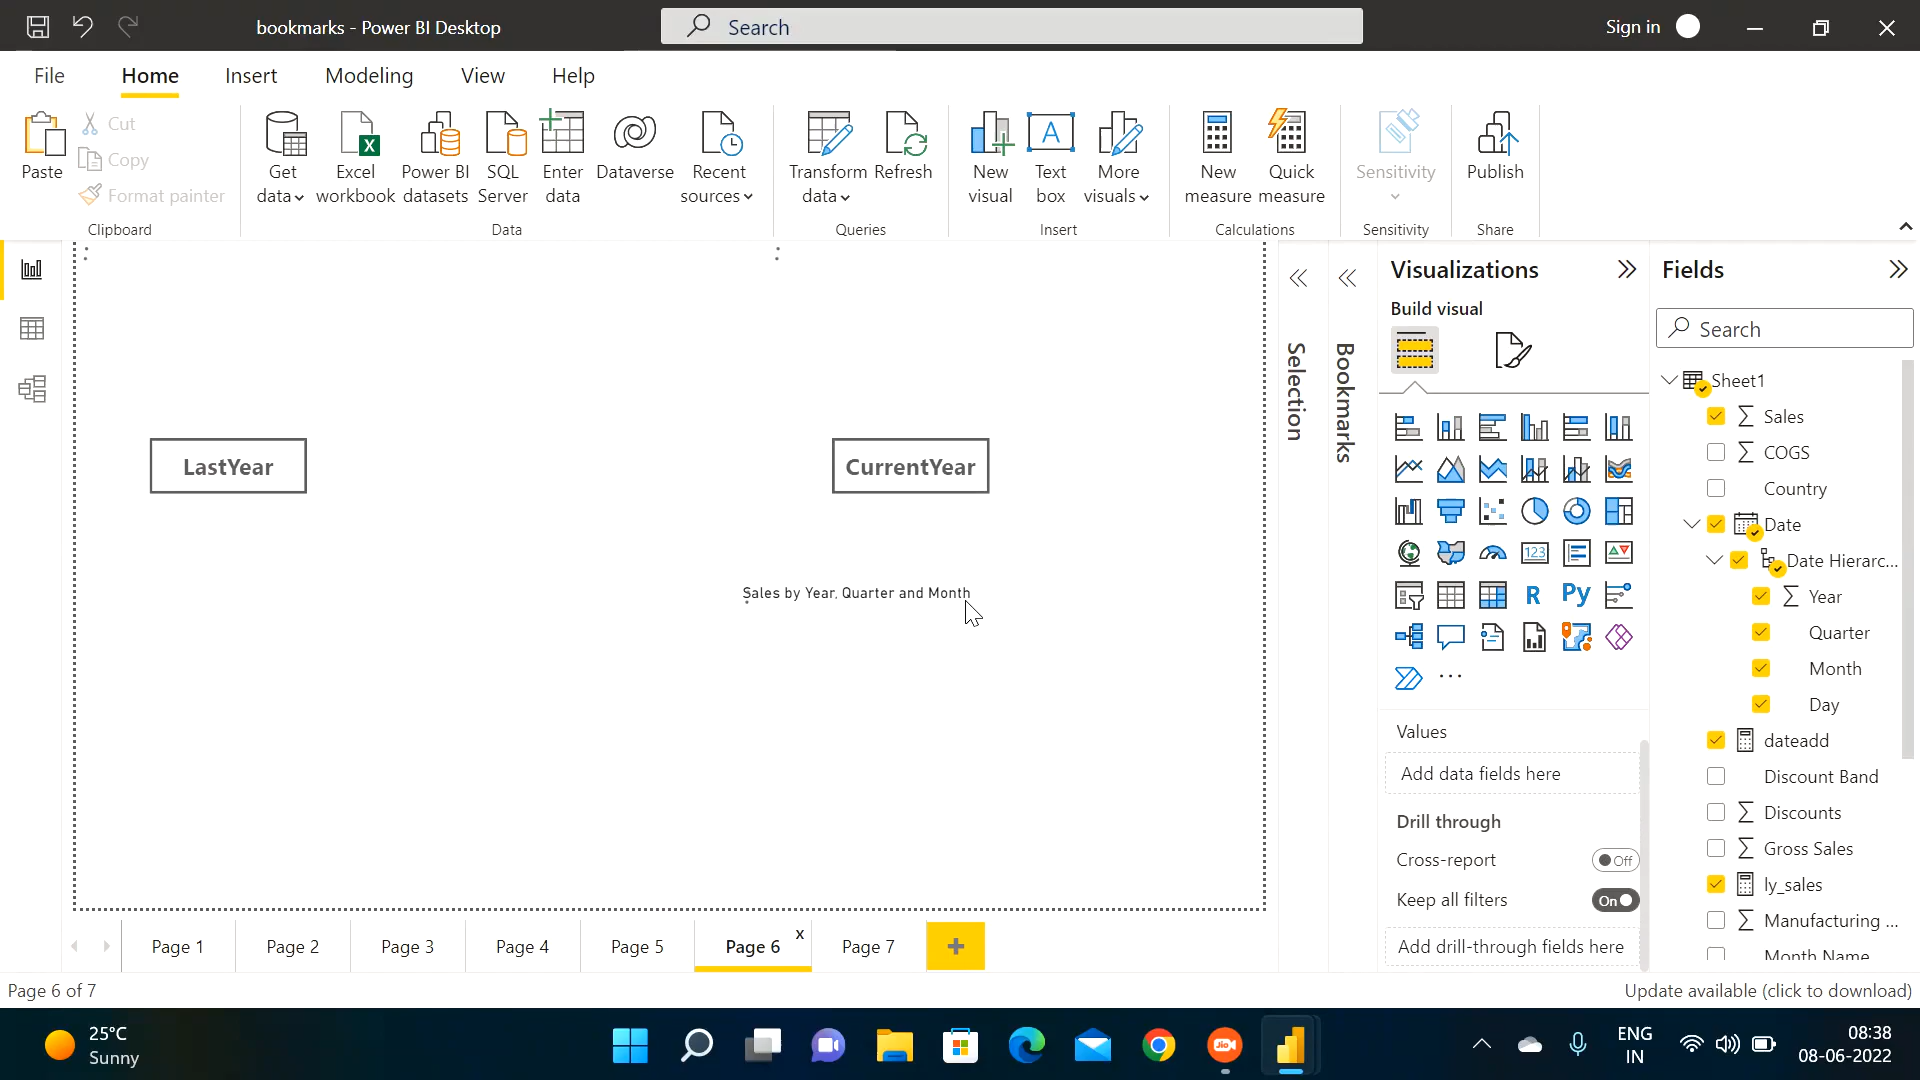 bookmarks - Power BI Desktop
Search
Sign in
File
Home
Insert
Modeling
View
Help
Paste
Cut
Copy
Format painter
Clipboard
Get data
Excel workbook
Power BI datasets
SQL Server
Enter data
Dataverse
Recent sources
Data
Transform data
Refresh
Queries
New visual
Text box
More visuals
Insert
New measure
Quick measure
Calculations
Sensitivity
Sensitivity
Publish
Share
LastYear
CurrentYear
Sales by Year, Quarter and Month
Selection
Bookmarks
Visualizations
Build visual
123
R
Py
...
Values
Add data fields here
Drill through
Cross-report
Off
Keep all filters
On
Add drill-through fields here
Fields
Search
Sheet1
Sales
COGS
Country
Date
Date Hierarc...
Year
Quarter
Month
Day
dateadd
Discount Band
Discounts
Gross Sales
ly_sales
Manufacturing ...
Month Name
Page 1
Page 2
Page 3
Page 4
Page 5
Page 6
x
Page 7
+
Page 6 of 7
Update available (click to download)
25°C
Sunny
Jio
ENG
IN
08:38
08-06-2022